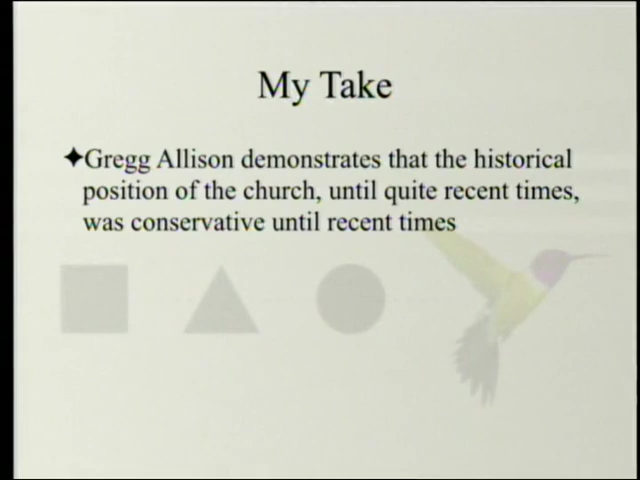 My Take
✦Gregg Allison demonstrates that the historical
position of the church, until quite recent times,
was conservative until recent times